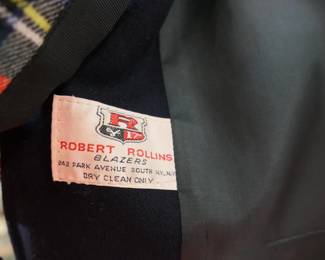 R
ROBERT ROLLINS
BLAZERS
242 PARK AVENUE SOUTH NY, N.Y.
DRY CLEAN ONLY